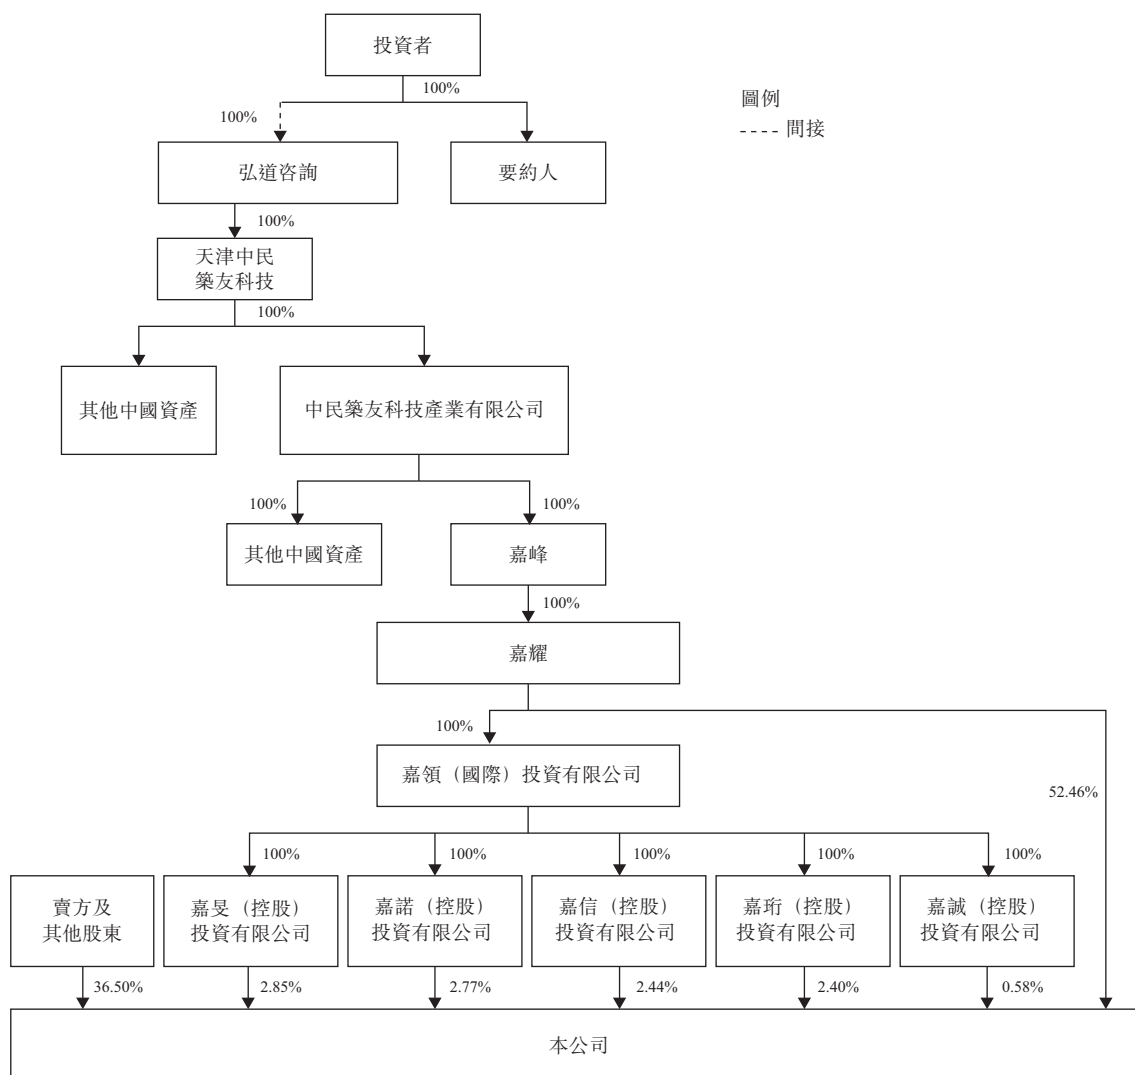 投資者
100%
圖例
100%
---- 間接
弘道咨詢
要約人
100%
天津中民
築友科技
100%
其他中國資產
中民築友科技產業有限公司
100%
100%
其他中國資產
嘉峰
100%
嘉耀
100%
嘉領（國際）投資有限公司
52.46%
100%
100%
100%
100%
100%
賣方及
其他股東
嘉旻（控股）
投資有限公司
嘉諾（控股）
投資有限公司
嘉信（控股）
投資有限公司
嘉珩（控股）
投資有限公司
嘉誠（控股）
投資有限公司
36.50%
2.85%
2.77%
2.44%
2.40%
0.58%
本公司